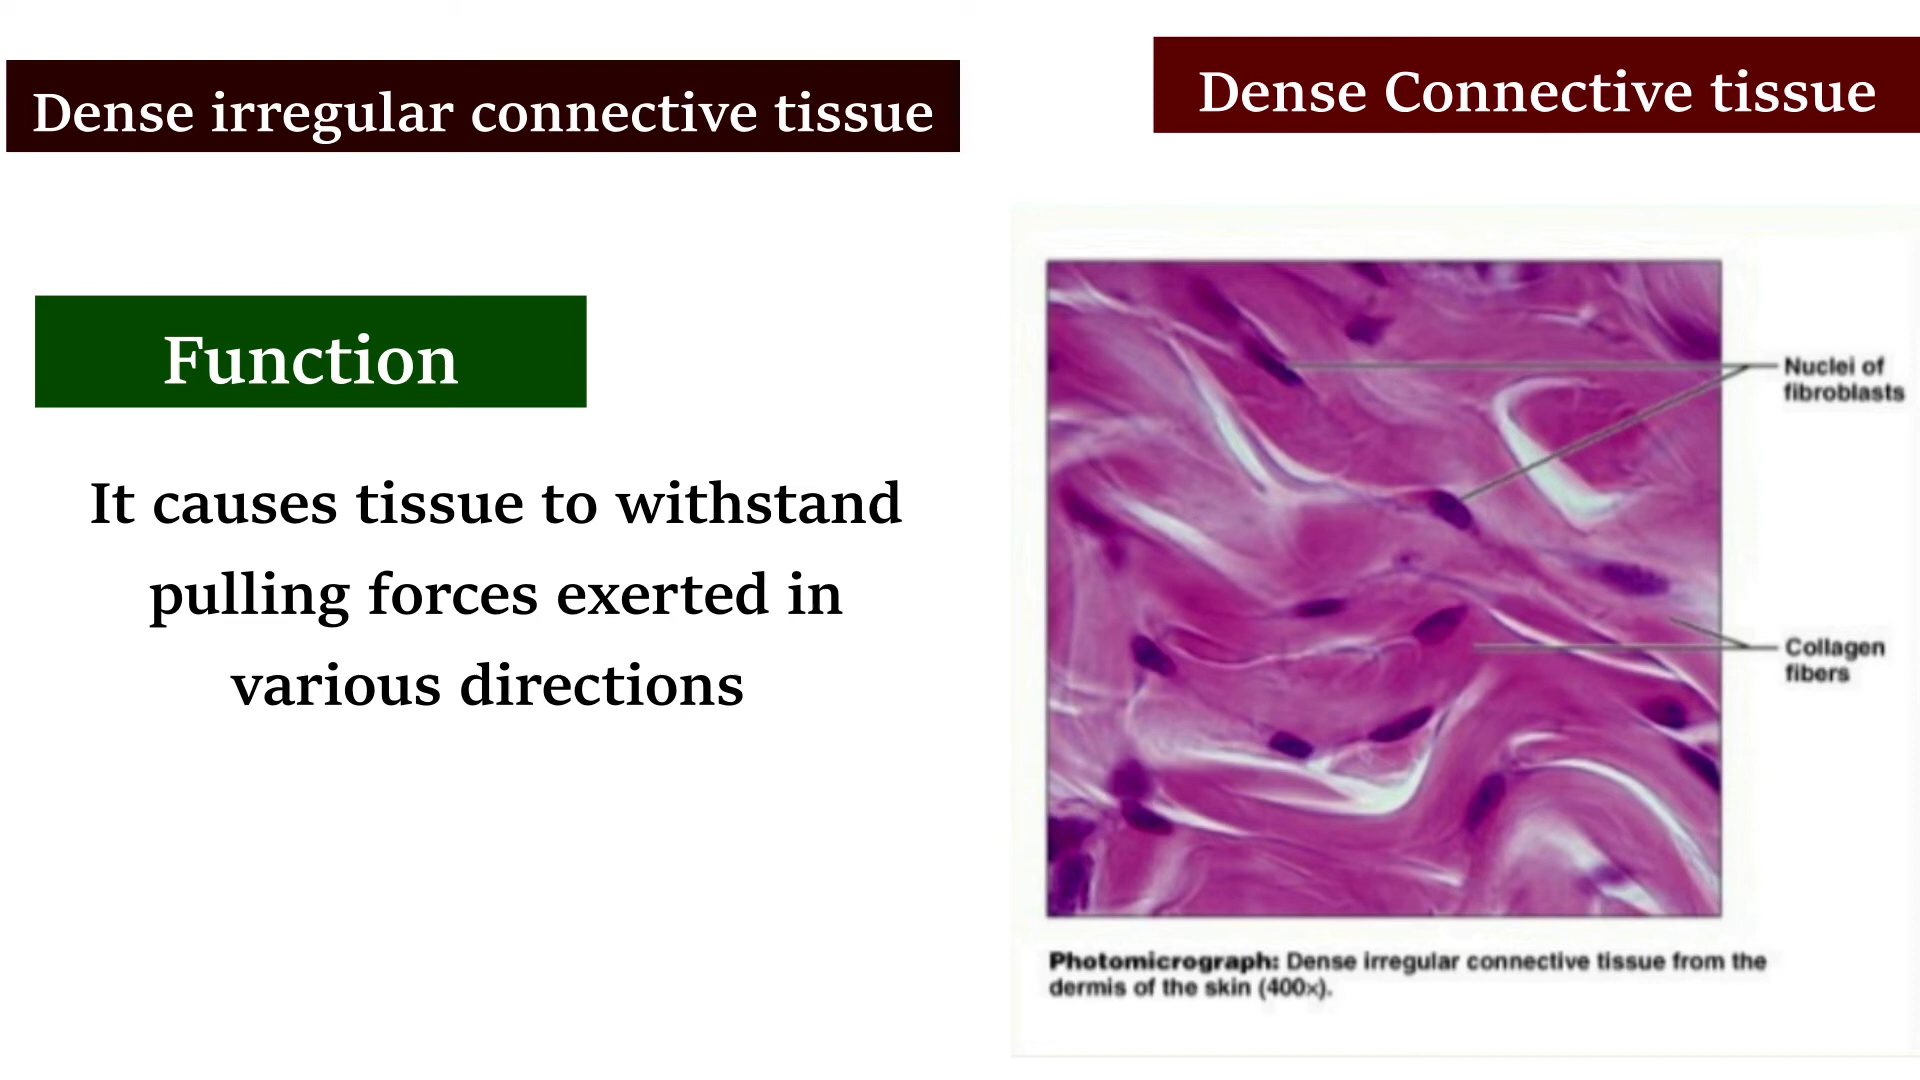 Dense irregular connective tissue
Dense Connective tissue
Function
It causes tissue to withstand
pulling forces exerted in
various directions
Nuclei of
fibroblasts
Collagen
fibers
Photomicrograph: Dense irregular connective tissue from the
dermis of the skin (400×).